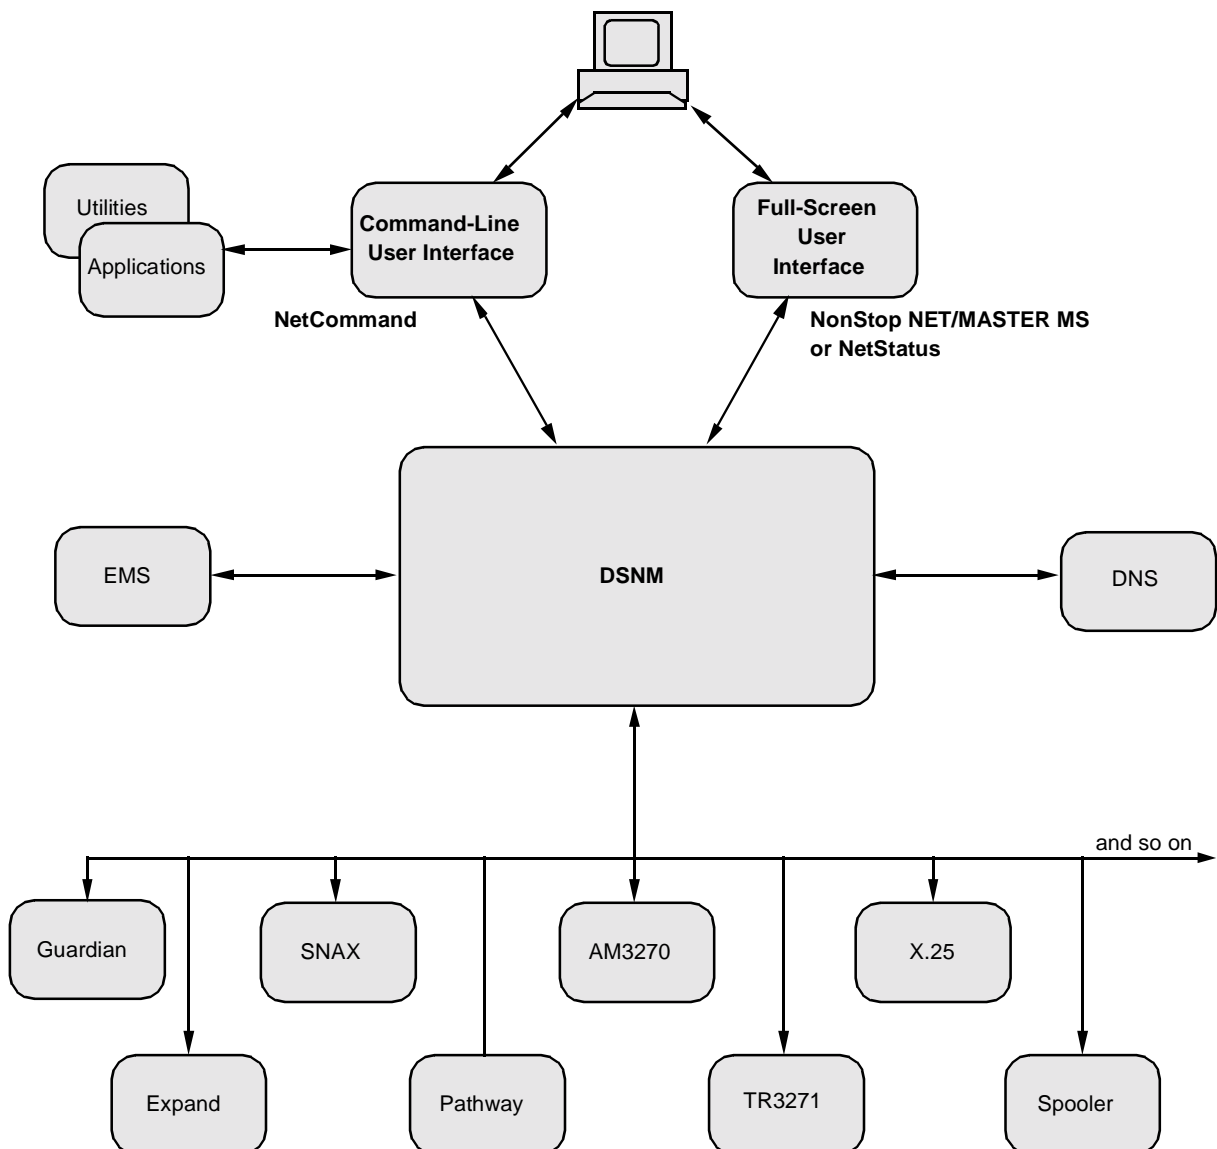 Utilities
Applications
Command-Line
User Interface
Full-Screen
User
Interface
NetCommand
NonStop NET/MASTER MS
or NetStatus
EMS
DSNM
DNS
and so on
Guardian
SNAX
AM3270
X.25
Expand
Pathway
TR3271
Spooler